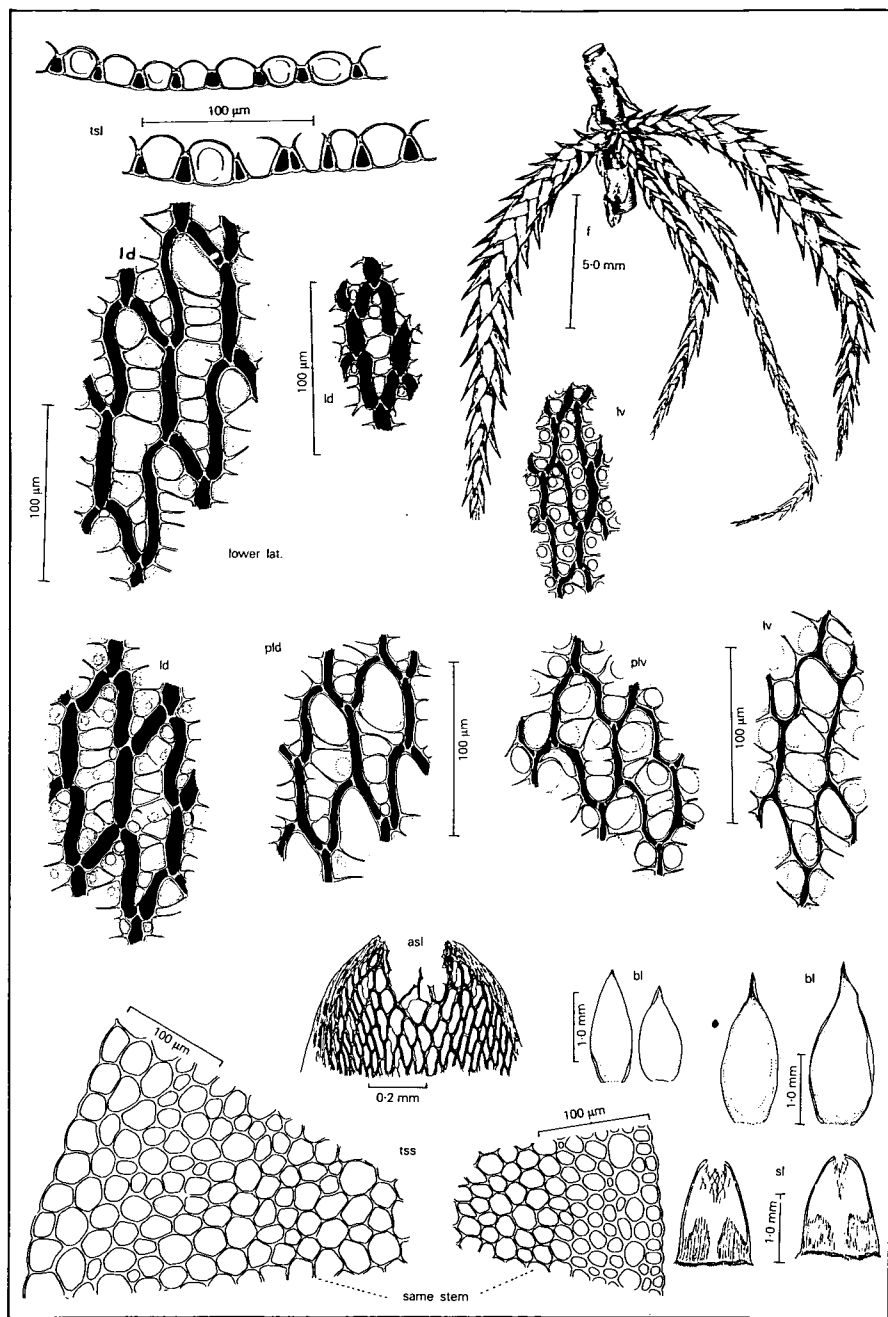 100 µm
tsl
f
5·0 mm
ld
100 µm
ld
lv
100 µm
lower lat.
ld
pld
100 µm
plv
100 µm
lv
asl
0·2 mm
bl
1·0 mm
bl
1·0 mm
100 µm
tss
100 µm
sl
1·0 mm
same stem